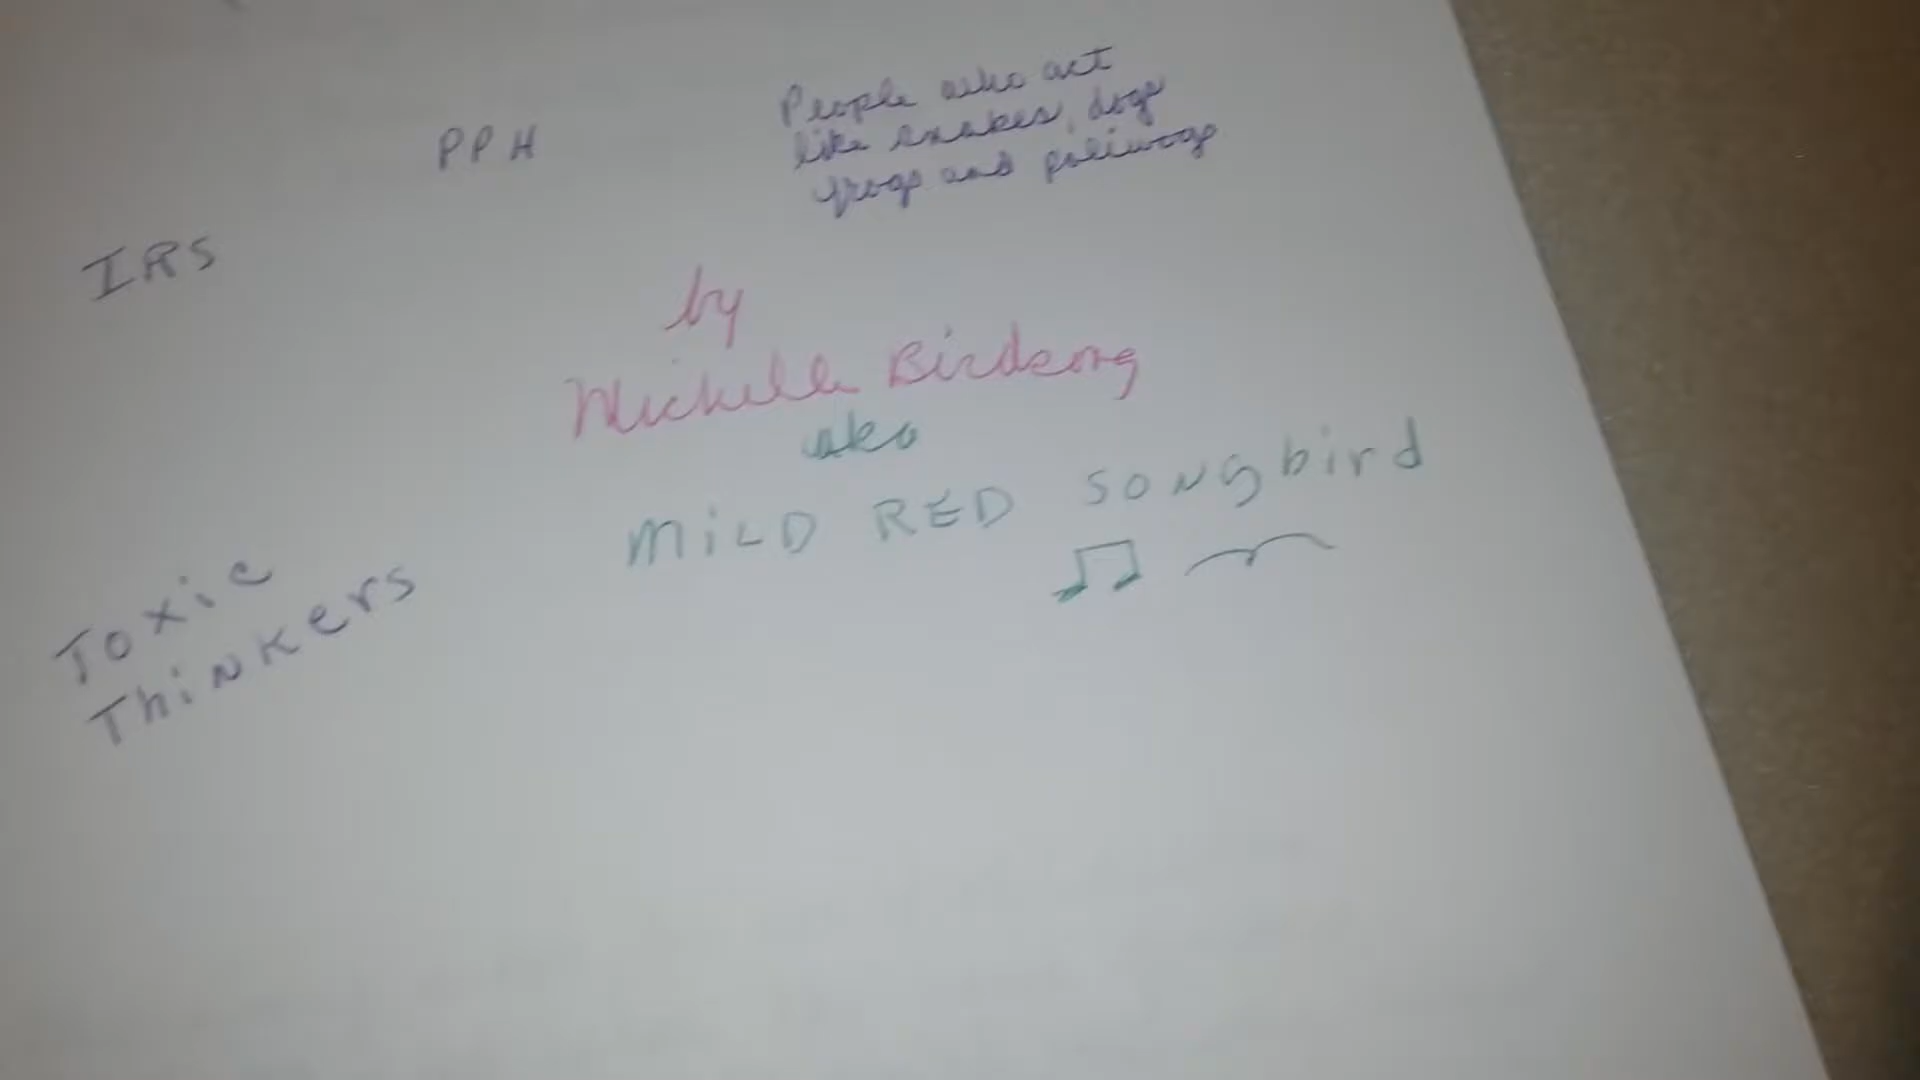 PPH
People who act
like snakes, dogs
frogs and poliwogs
IRS
by
Michelle Birdsong
aka
MiLD RED SONgbird
Toxic
Thinkers